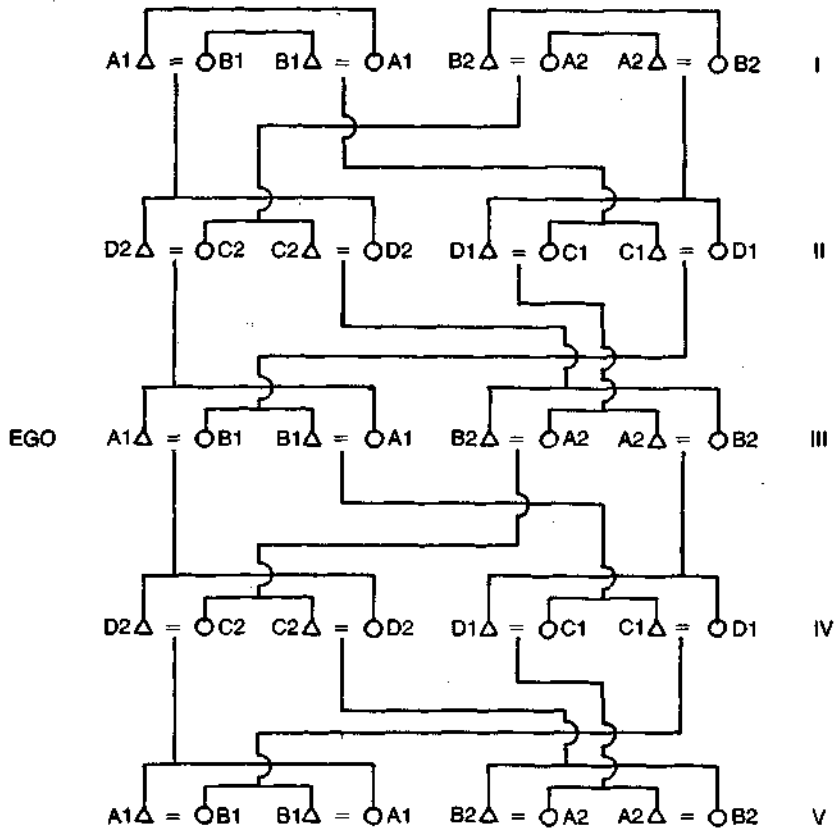 A1 = B1 B1 = A1 B2 = A2 A2 = B2 I
D2 = C2 C2 = D2 D1 = C1 C1 = D1 II
EGO A1 = B1 B1 = A1 B2 = A2 A2 = B2 III
D2 = C2 C2 = D2 D1 = C1 C1 = D1 IV
A1 = B1 B1 = A1 B2 = A2 A2 = B2 V